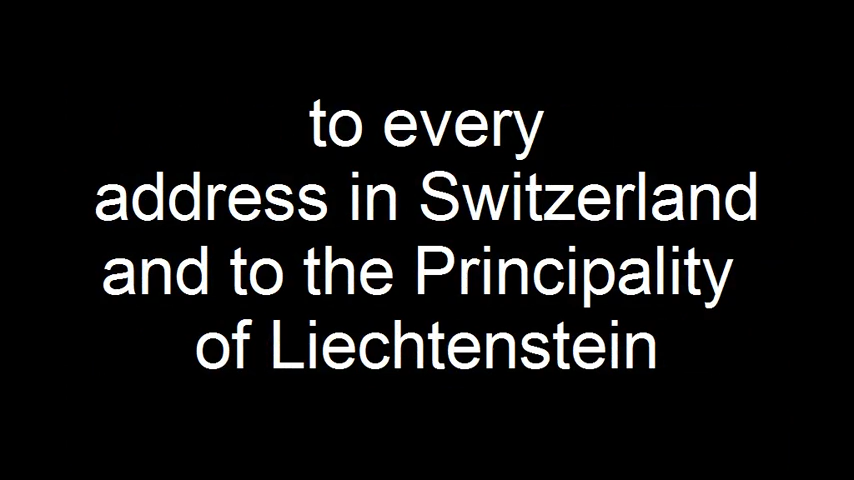 to every
address in Switzerland
and to the Principality
of Liechtenstein